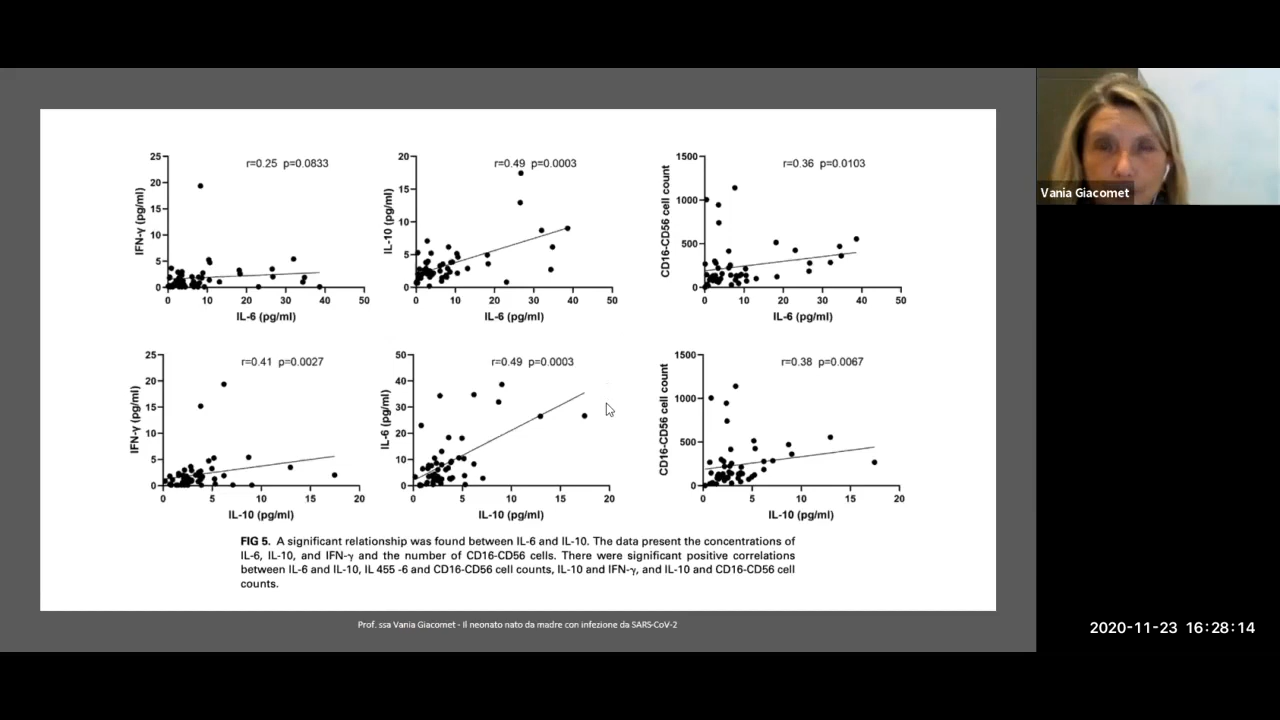 r=0.25 p=0.0833
25
20
15
10
5
0
IFN-γ (pg/ml)
0 10 20 30 40 50
IL-6 (pg/ml)
r=0.49 p=0.0003
20
15
10
5
0
IL-10 (pg/ml)
0 10 20 30 40 50
IL-6 (pg/ml)
r=0.36 p=0.0103
1500
1000
500
0
CD16-CD56 cell count
0 10 20 30 40 50
IL-6 (pg/ml)
Vania Giacomet
r=0.41 p=0.0027
25
20
15
10
5
0
IFN-γ (pg/ml)
0 5 10 15 20
IL-10 (pg/ml)
r=0.49 p=0.0003
50
40
30
20
10
0
IL-6 (pg/ml)
0 5 10 15 20
IL-10 (pg/ml)
r=0.38 p=0.0067
1500
1000
500
0
CD16-CD56 cell count
0 5 10 15 20
IL-10 (pg/ml)
FIG 5. A significant relationship was found between IL-6 and IL-10. The data present the concentrations of
IL-6, IL-10, and IFN-γ and the number of CD16-CD56 cells. There were significant positive correlations
between IL-6 and IL-10, IL 455 -6 and CD16-CD56 cell counts, IL-10 and IFN-γ, and IL-10 and CD16-CD56 cell
counts.
Prof. ssa Vania Giacomet - Il neonato nato da madre con infezione da SARS-CoV-2
2020-11-23 16:28:14